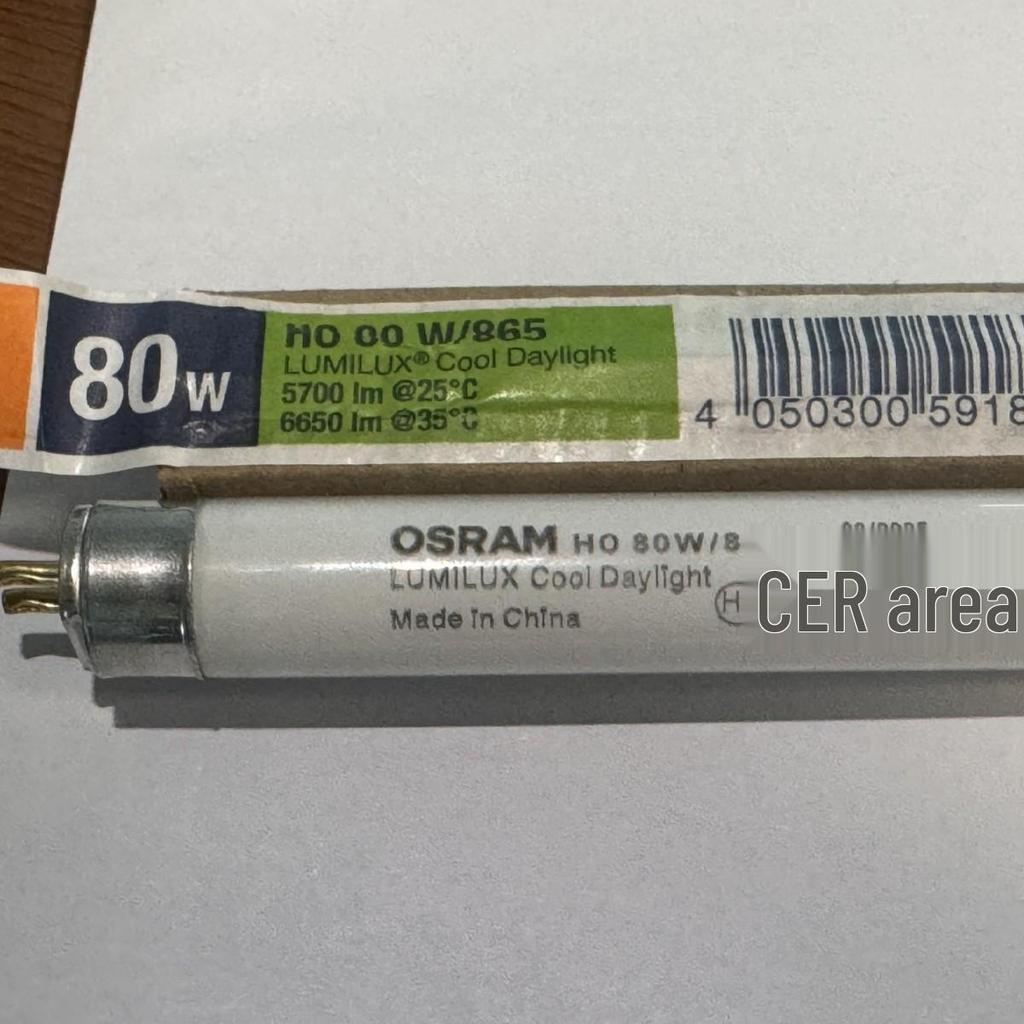 80W
HO 80 W/865
LUMILUX® Cool Daylight
5700 lm @25°C
6650 lm @35°C
4 050300 5918
OSRAM HO 80W/8
LUMILUX Cool Daylight
Made in China
H
CER area